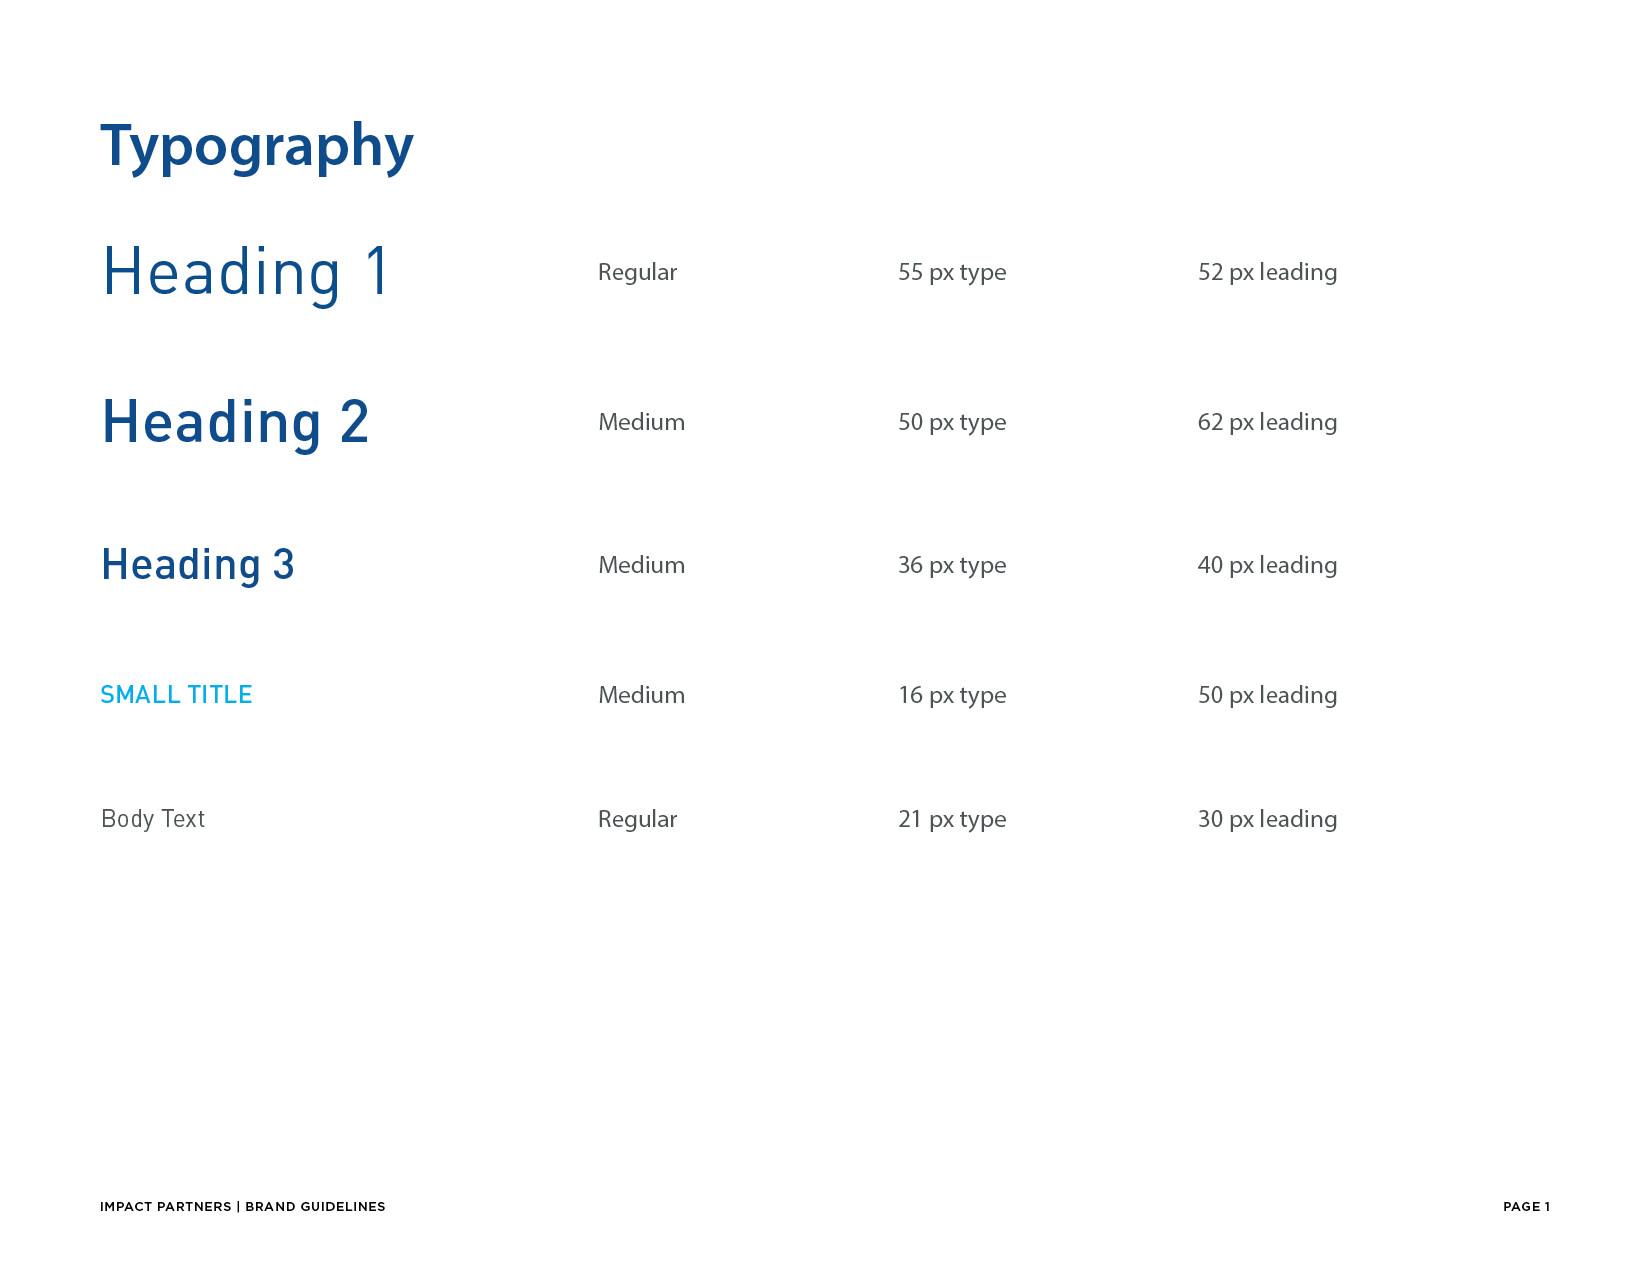 Typography
Heading 1 Regular 55 px type 52 px leading
Heading 2 Medium 50 px type 62 px leading
Heading 3 Medium 36 px type 40 px leading
SMALL TITLE Medium 16 px type 50 px leading
Body Text Regular 21 px type 30 px leading
IMPACT PARTNERS | BRAND GUIDELINES PAGE 1